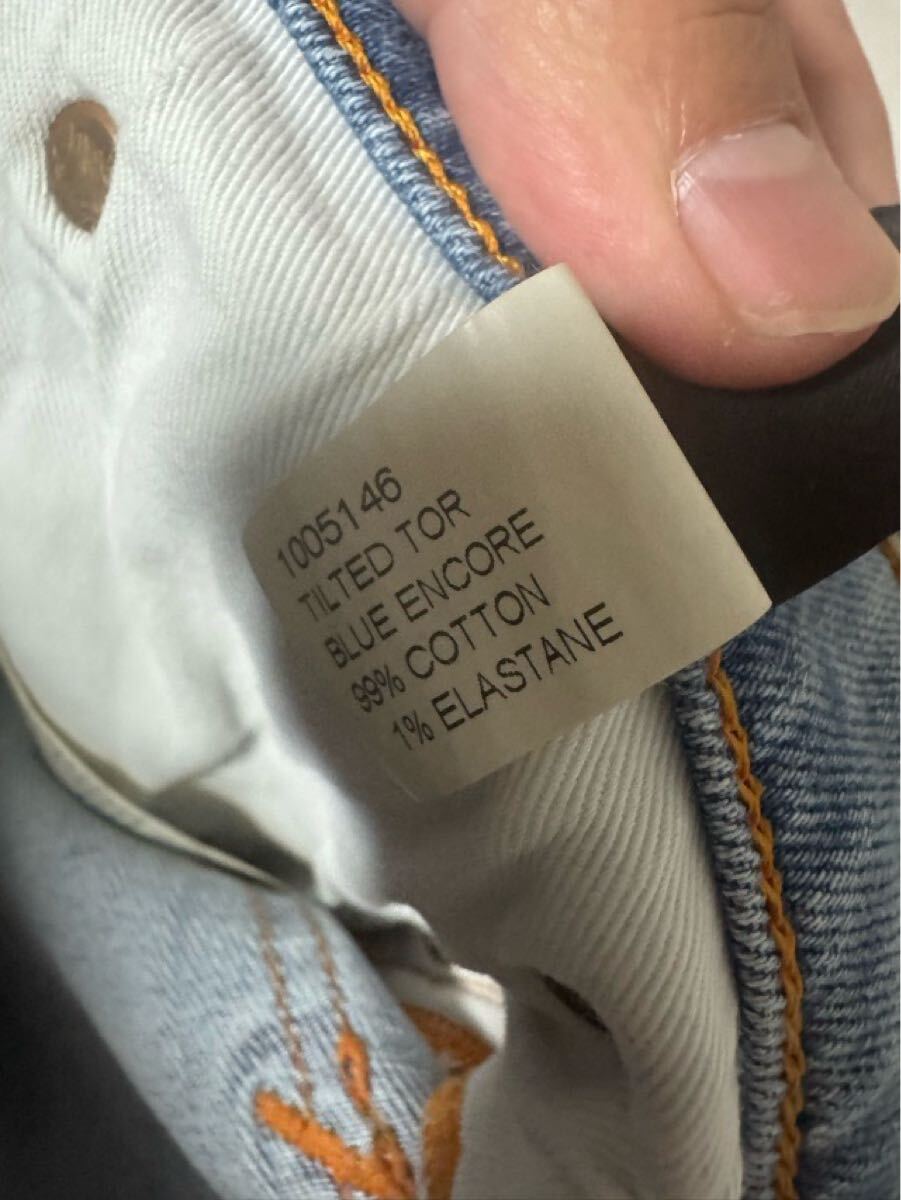 1005146
TILTED TOR
BLUE ENCORE
99% COTTON
1% ELASTANE